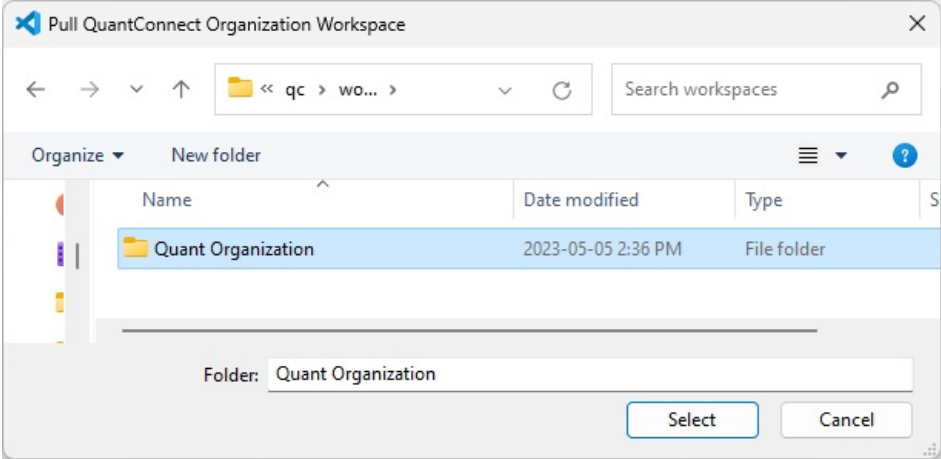 Pull QuantConnect Organization Workspace
« qc > wo... >
Search workspaces
Organize
New folder
?
Name
Date modified
Type
S
Quant Organization
2023-05-05 2:36 PM
File folder
Folder: Quant Organization
Select
Cancel